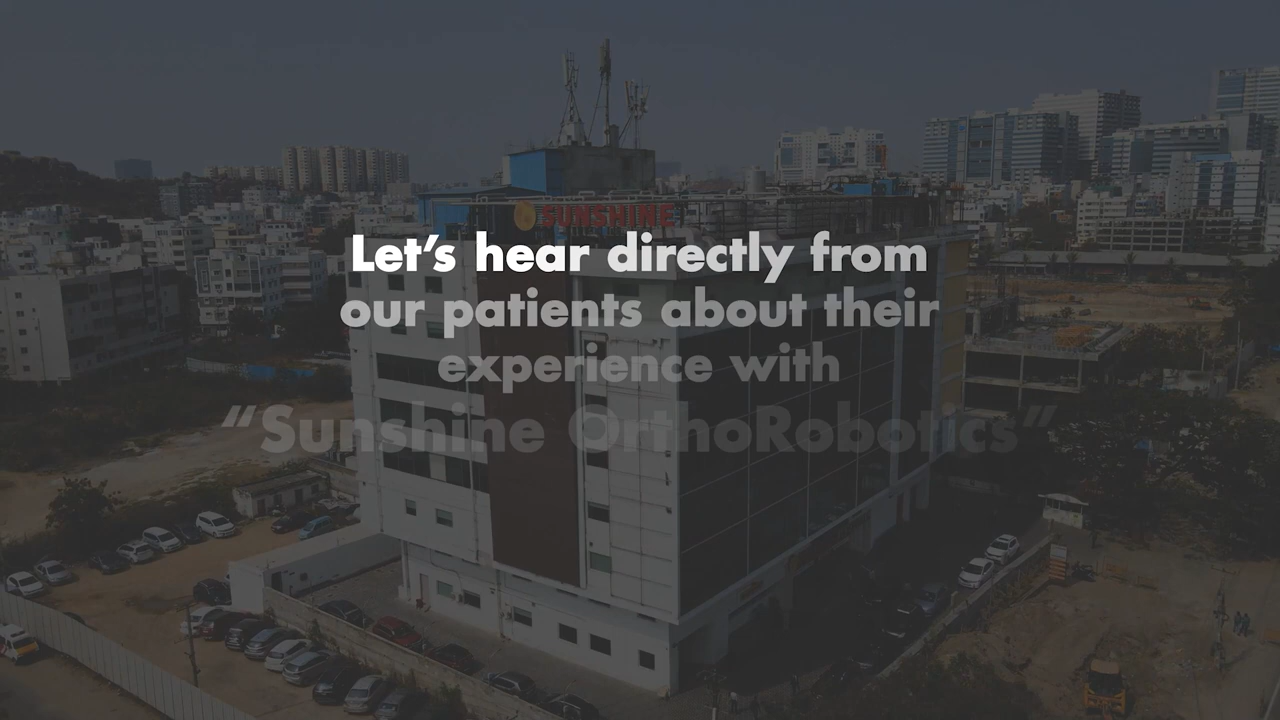 SUNSHINE
Let’s hear directly from
our patients about their
experience with
“Sunshine OrthoRobotics”